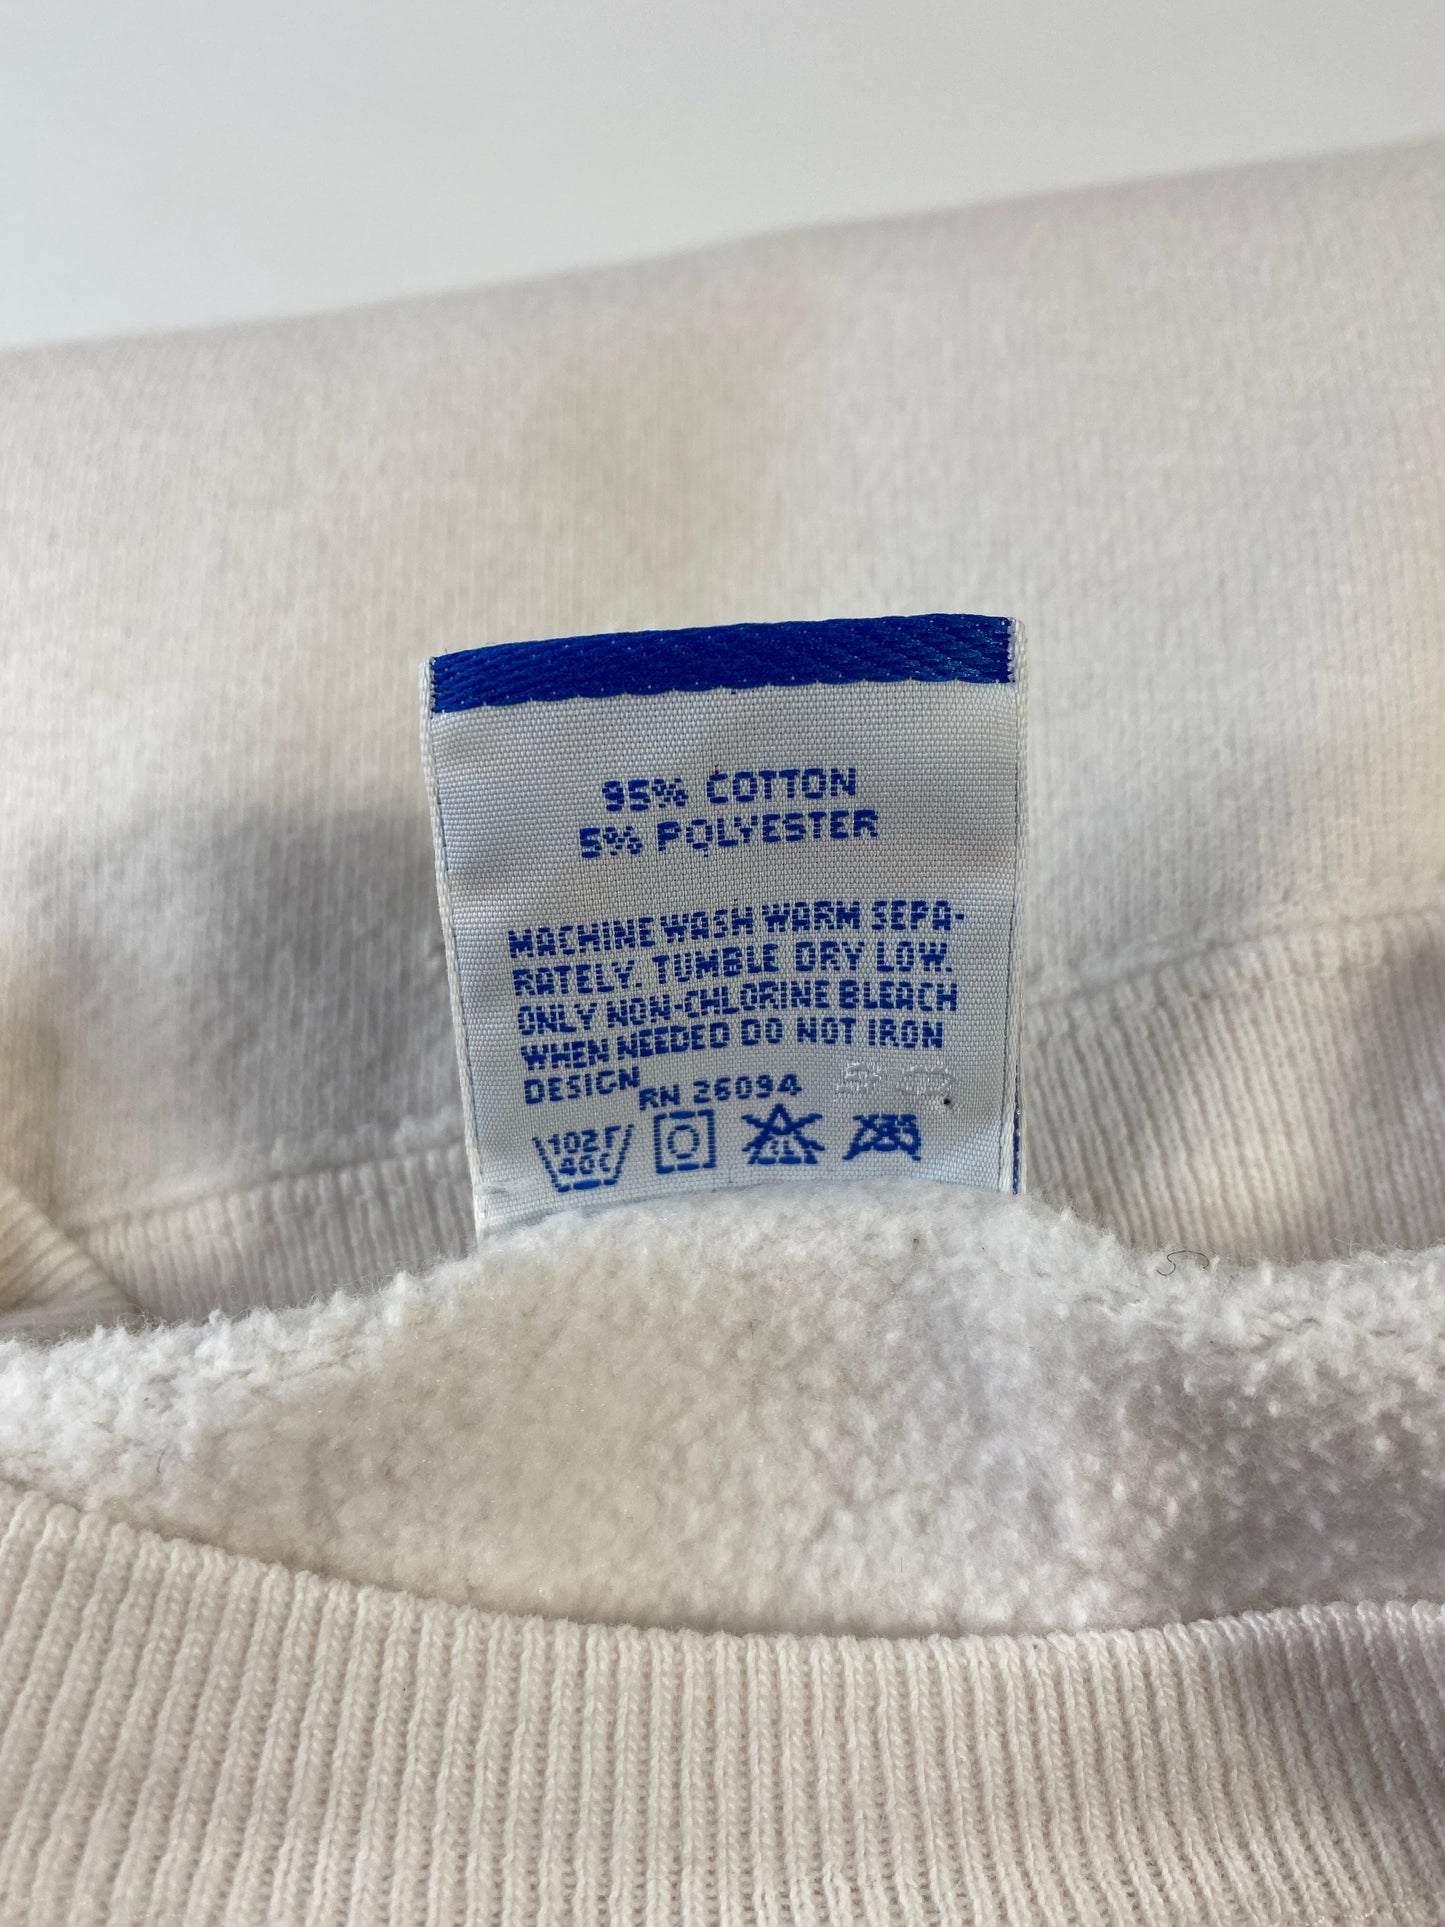 95% COTTON
5% POLYESTER
MACHINE WASH WARM SEPA-
RATELY. TUMBLE DRY LOW.
ONLY NON-CHLORINE BLEACH
WHEN NEEDED DO NOT IRON
DESIGN
RN 26094
102F
40C
CL